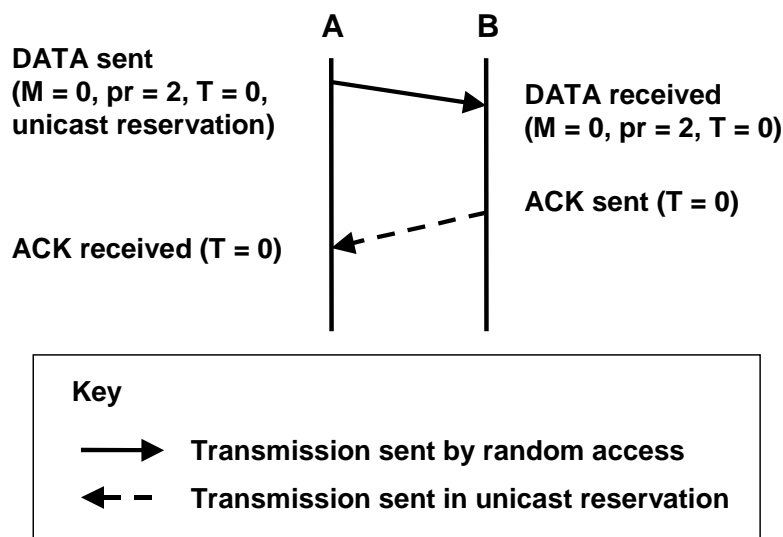 A B
DATA sent
(M = 0, pr = 2, T = 0,
unicast reservation)
DATA received
(M = 0, pr = 2, T = 0)
ACK sent (T = 0)
ACK received (T = 0)
Key
Transmission sent by random access
Transmission sent in unicast reservation